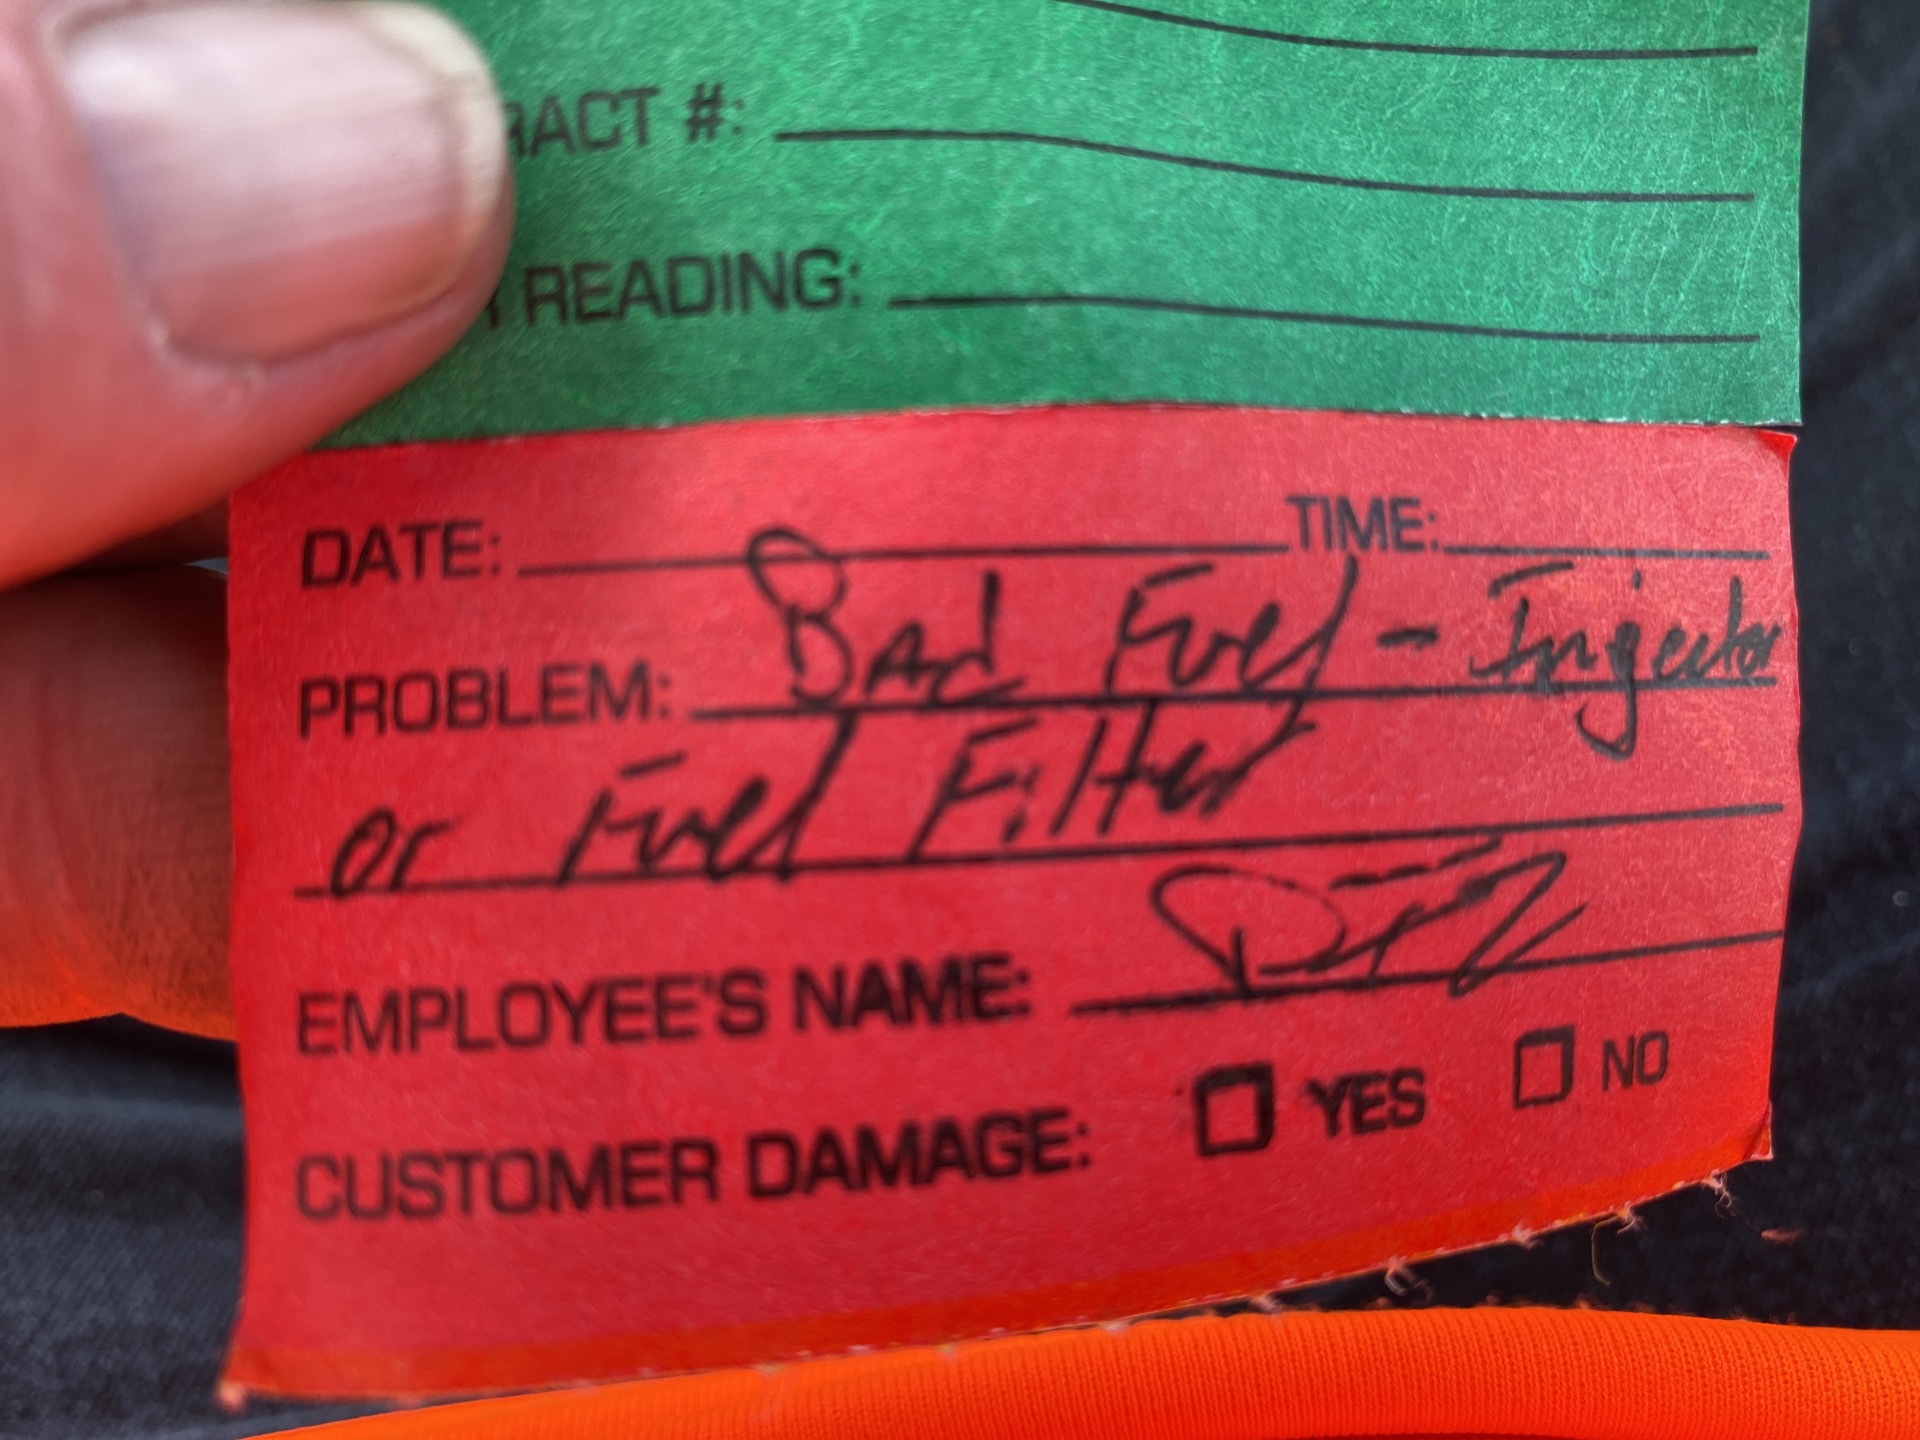 RACT #:
READING:
DATE: TIME:
PROBLEM: Bad Fuel - Injector
or Fuel Filter
EMPLOYEE'S NAME:
CUSTOMER DAMAGE: YES NO